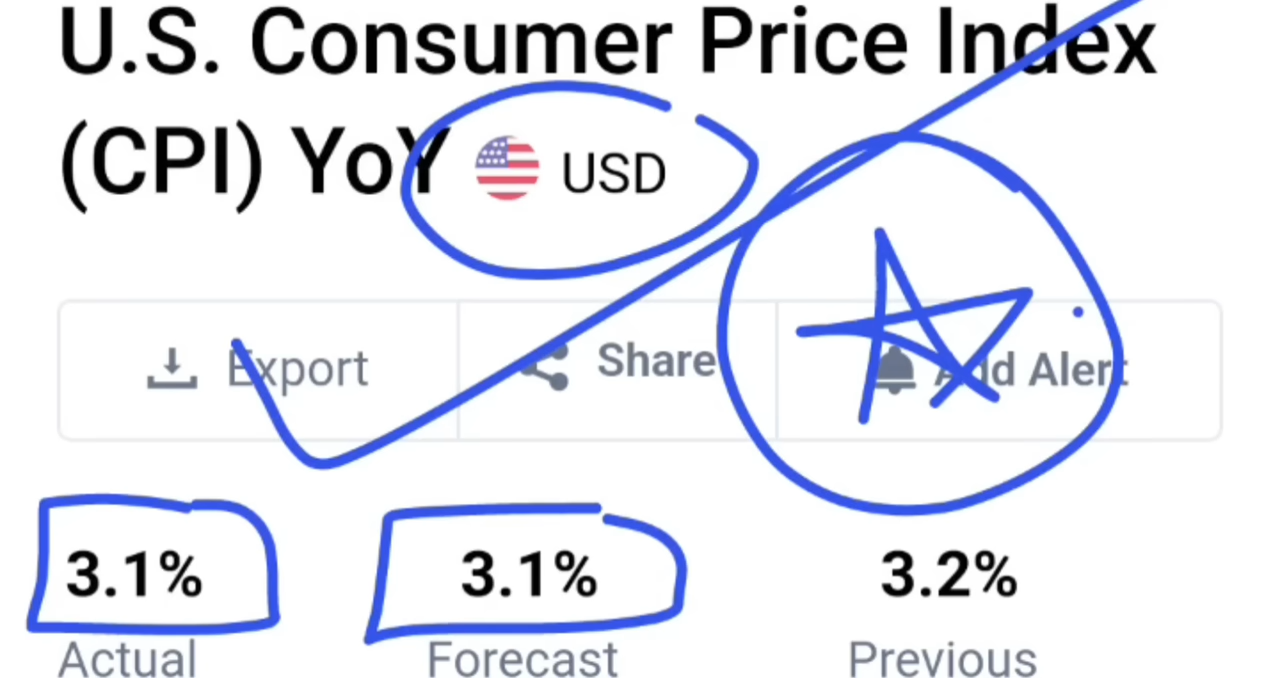 U.S. Consumer Price Index
(CPI) YoY USD
Export Share Add Alert
3.1% 3.1% 3.2%
Actual Forecast Previous